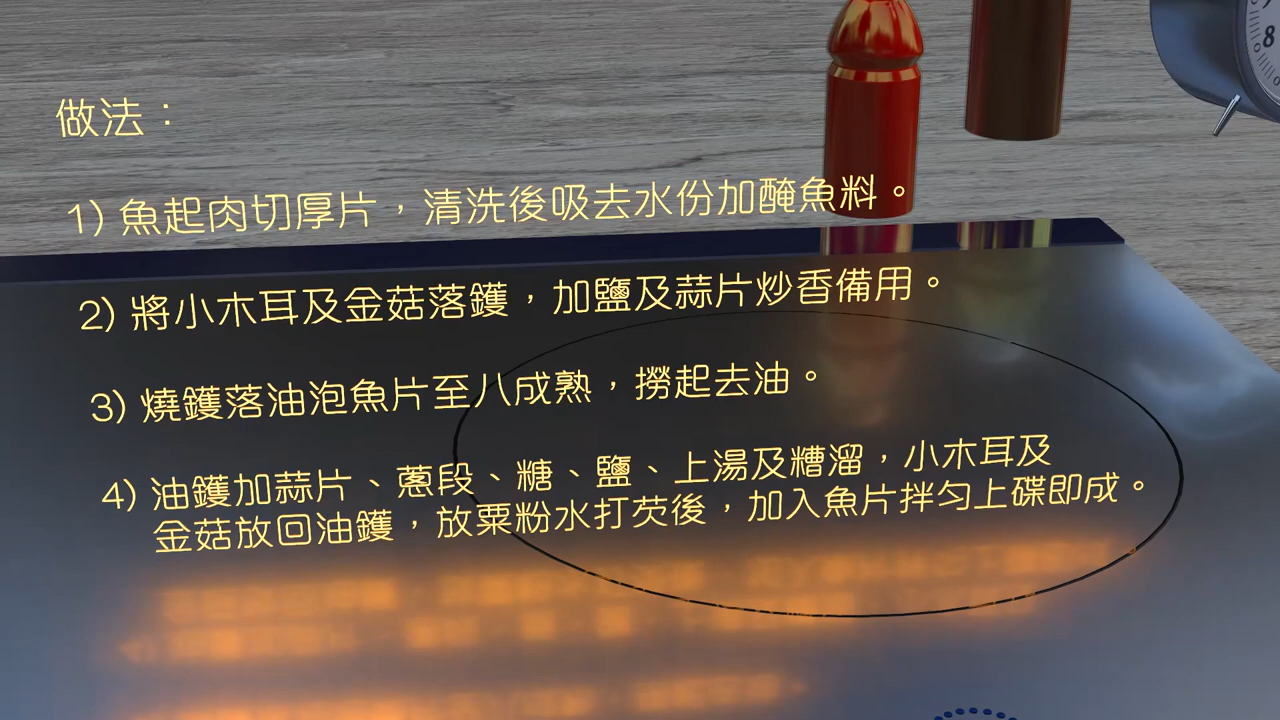 做法：
1) 魚起肉切厚片，清洗後吸去水份加醃魚料。
2) 將小木耳及金菇落鑊，加鹽及蒜片炒香備用。
3) 燒鑊落油泡魚片至八成熟，撈起去油。
4) 油鑊加蒜片、蔥段、糖、鹽、上湯及糟溜，小木耳及
金菇放回油鑊，放粟粉水打芡後，加入魚片拌勻上碟即成。
8